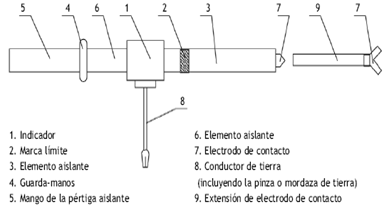 5 4 6 1 2 3 7 9 7
8
1. Indicador
2. Marca límite
3. Elemento aislante
4. Guarda-manos
5. Mango de la pértiga aislante
6. Elemento aislante
7. Electrodo de contacto
8. Conductor de tierra
(incluyendo la pinza o mordaza de tierra)
9. Extensión de electrodo de contacto